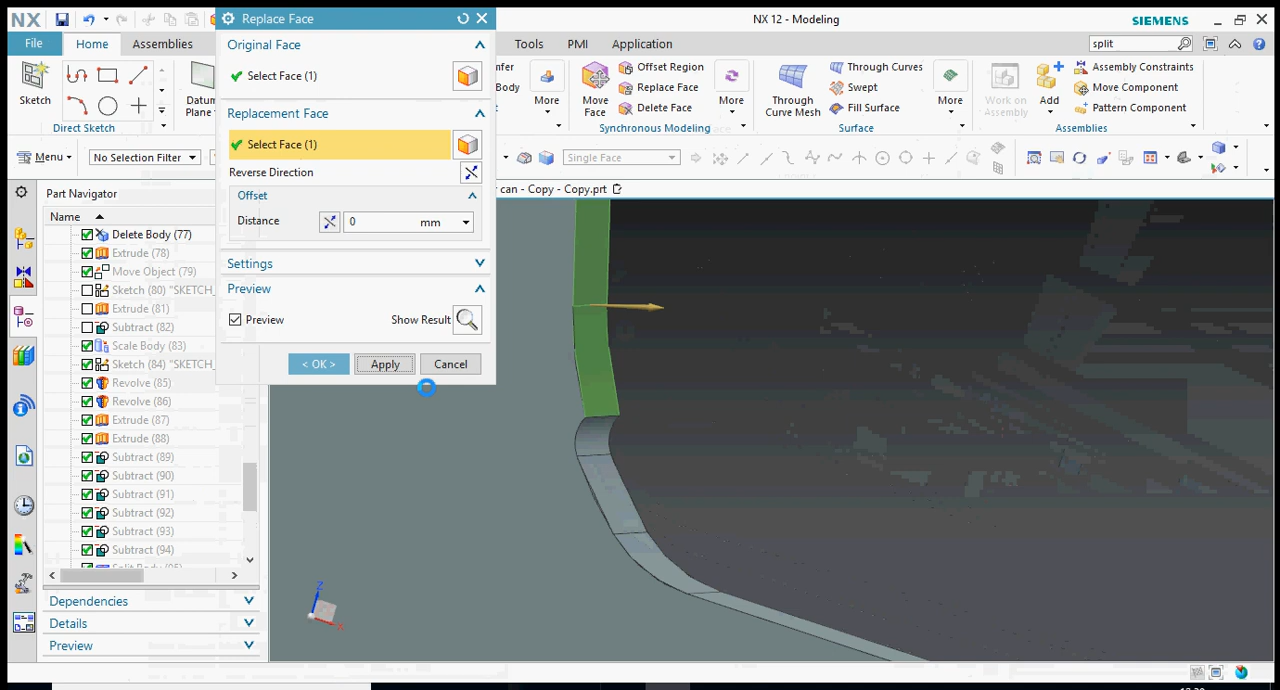 NX
Replace Face
NX 12 - Modeling
SIEMENS
File
Home
Assemblies
Tools
PMI
Application
split
Original Face
Select Face (1)
Replacement Face
Select Face (1)
Reverse Direction
Offset
Distance
0
mm
Settings
Preview
Preview
Show Result
< OK >
Apply
Cancel
Sketch
Direct Sketch
Datum
Plane
nfer
Body
More
Move
Face
Offset Region
Replace Face
Delete Face
More
Synchronous Modeling
Through
Curve Mesh
Through Curves
Swept
Fill Surface
More
Surface
Work on
Assembly
Add
Assembly Constraints
Move Component
Pattern Component
Assemblies
Menu
No Selection Filter
Single Face
can - Copy - Copy.prt
Part Navigator
Name
Delete Body (77)
Extrude (78)
Move Object (79)
Sketch (80) "SKETCH_
Extrude (81)
Subtract (82)
Scale Body (83)
Sketch (84) "SKETCH_
Revolve (85)
Revolve (86)
Extrude (87)
Extrude (88)
Subtract (89)
Subtract (90)
Subtract (91)
Subtract (92)
Subtract (93)
Subtract (94)
Dependencies
Details
Preview
Z